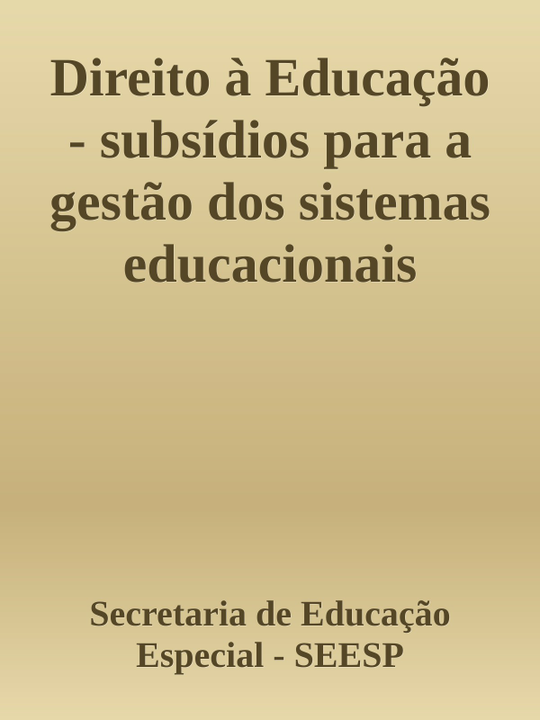 Direito à Educação
- subsídios para a
gestão dos sistemas
educacionais
Secretaria de Educação
Especial - SEESP